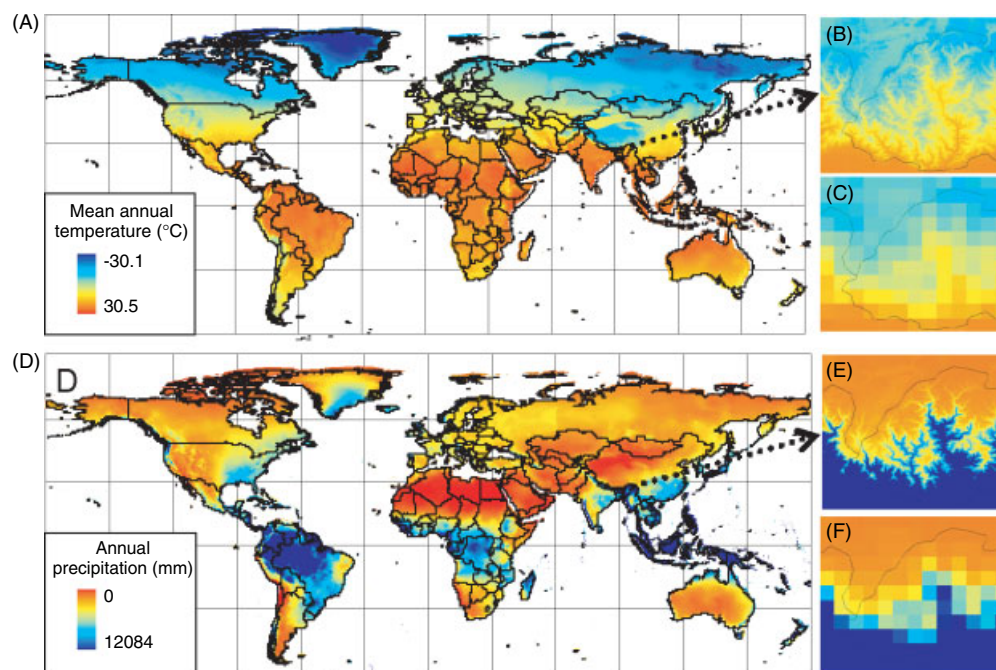 (A)
(B)
Mean annual
temperature (°C)
-30.1
30.5
(C)
(D)
D
(E)
Annual
precipitation (mm)
0
12084
(F)